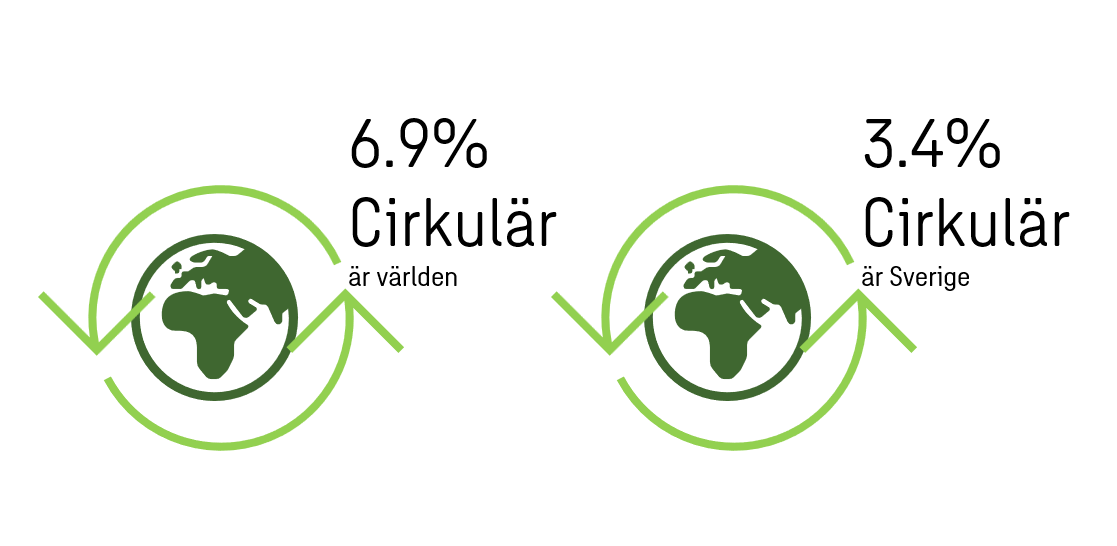 6.9%
Cirkulär
är världen
3.4%
Cirkulär
är Sverige